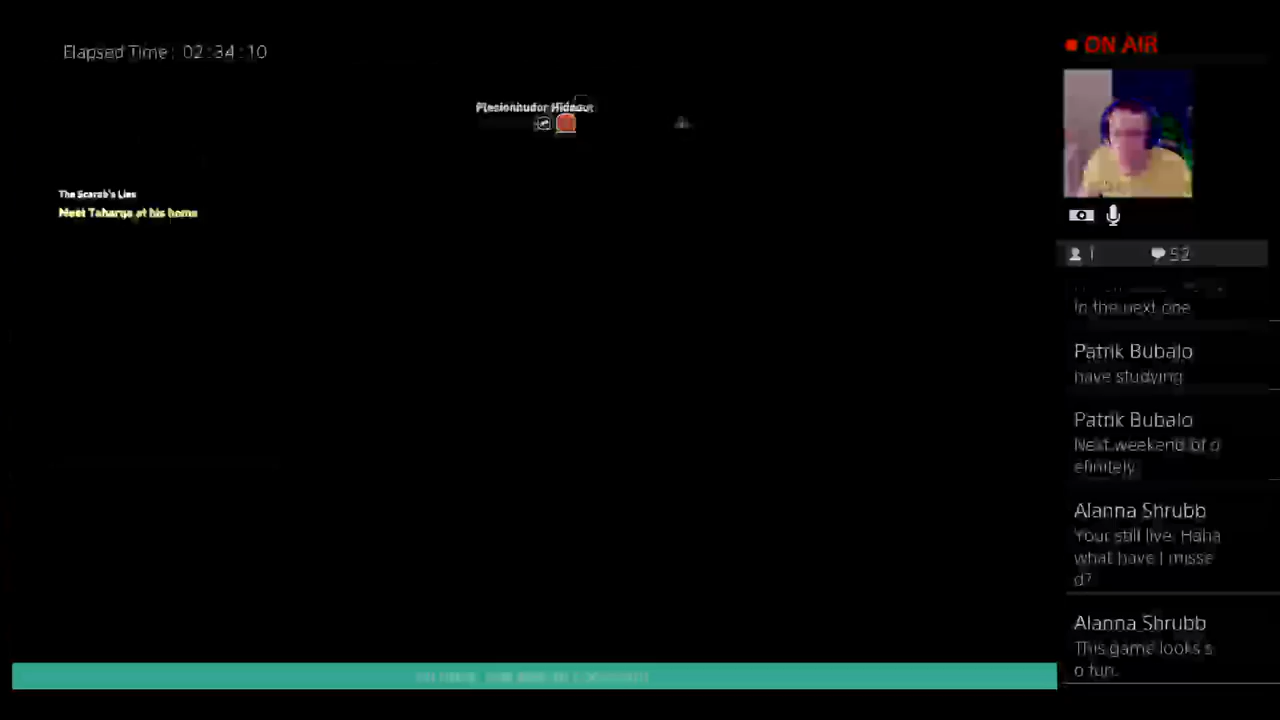 Elapsed Time: 02:34:10
ON AIR
Hideout
The Scarab's Lies
Meet Taharqa at his home
1
52
In the next one
Patrik Bubalo
have studying
Patrik Bubalo
Next weekend
efinitely
Alanna Shrubb
Your still live. Haha
what have I misse
d?
Alanna Shrubb
This game looks s
o fun.